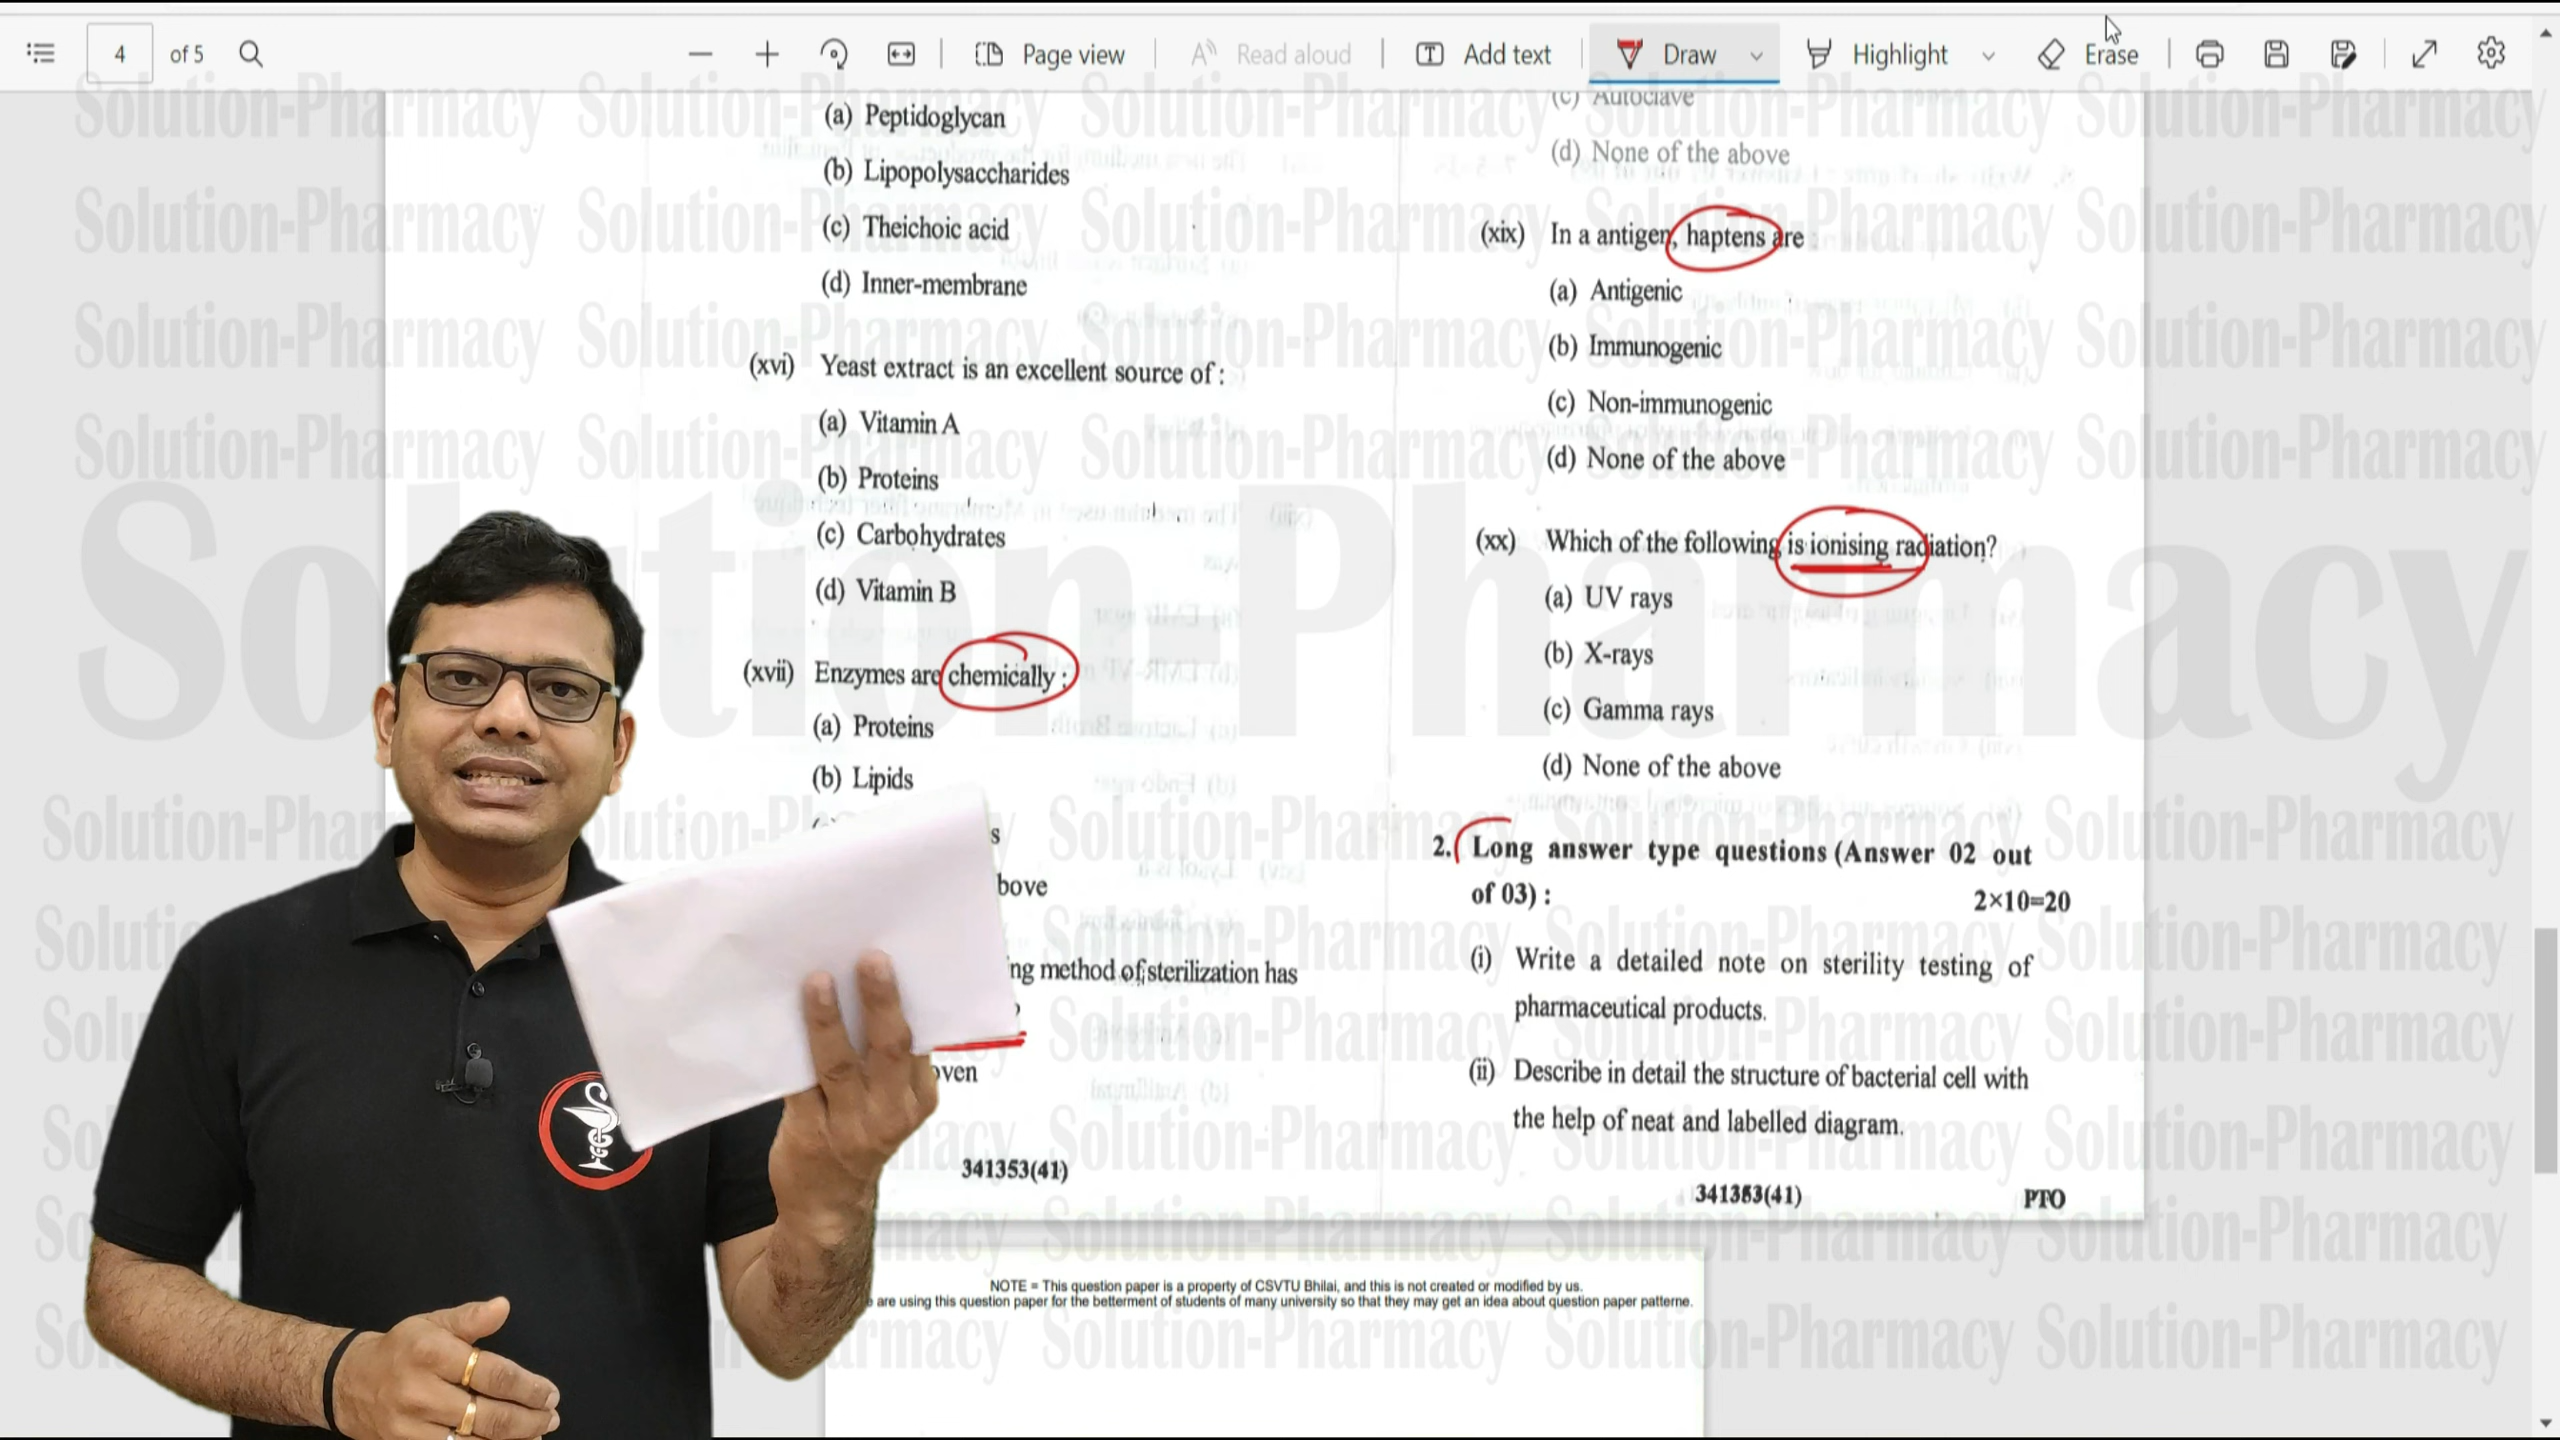 4 of 5 Page view Read aloud Add text Draw Highlight Erase
(a) Peptidoglycan
(b) Lipopolysaccharides
(c) Theichoic acid
(d) Inner-membrane
(xvi) Yeast extract is an excellent source of :
(a) Vitamin A
(b) Proteins
(c) Carbohydrates
(d) Vitamin B
(xvii) Enzymes are chemically :
(a) Proteins
(b) Lipids
s
bove
ng method of sterilization has
oven
341353(41)
(c) Autoclave
(d) None of the above
(xix) In a antigen, haptens are
(a) Antigenic
(b) Immunogenic
(c) Non-immunogenic
(d) None of the above
(xx) Which of the following is ionising radiation?
(a) UV rays
(b) X-rays
(c) Gamma rays
(d) None of the above
2. Long answer type questions (Answer 02 out
of 03) : 2×10=20
(i) Write a detailed note on sterility testing of
pharmaceutical products.
(ii) Describe in detail the structure of bacterial cell with
the help of neat and labelled diagram.
341353(41) PTO
NOTE = This question paper is a property of CSVTU Bhilai, and this is not created or modified by us.
are using this question paper for the betterment of students of many university so that they may get an idea about question paper patterne.
Solution-Pharmacy